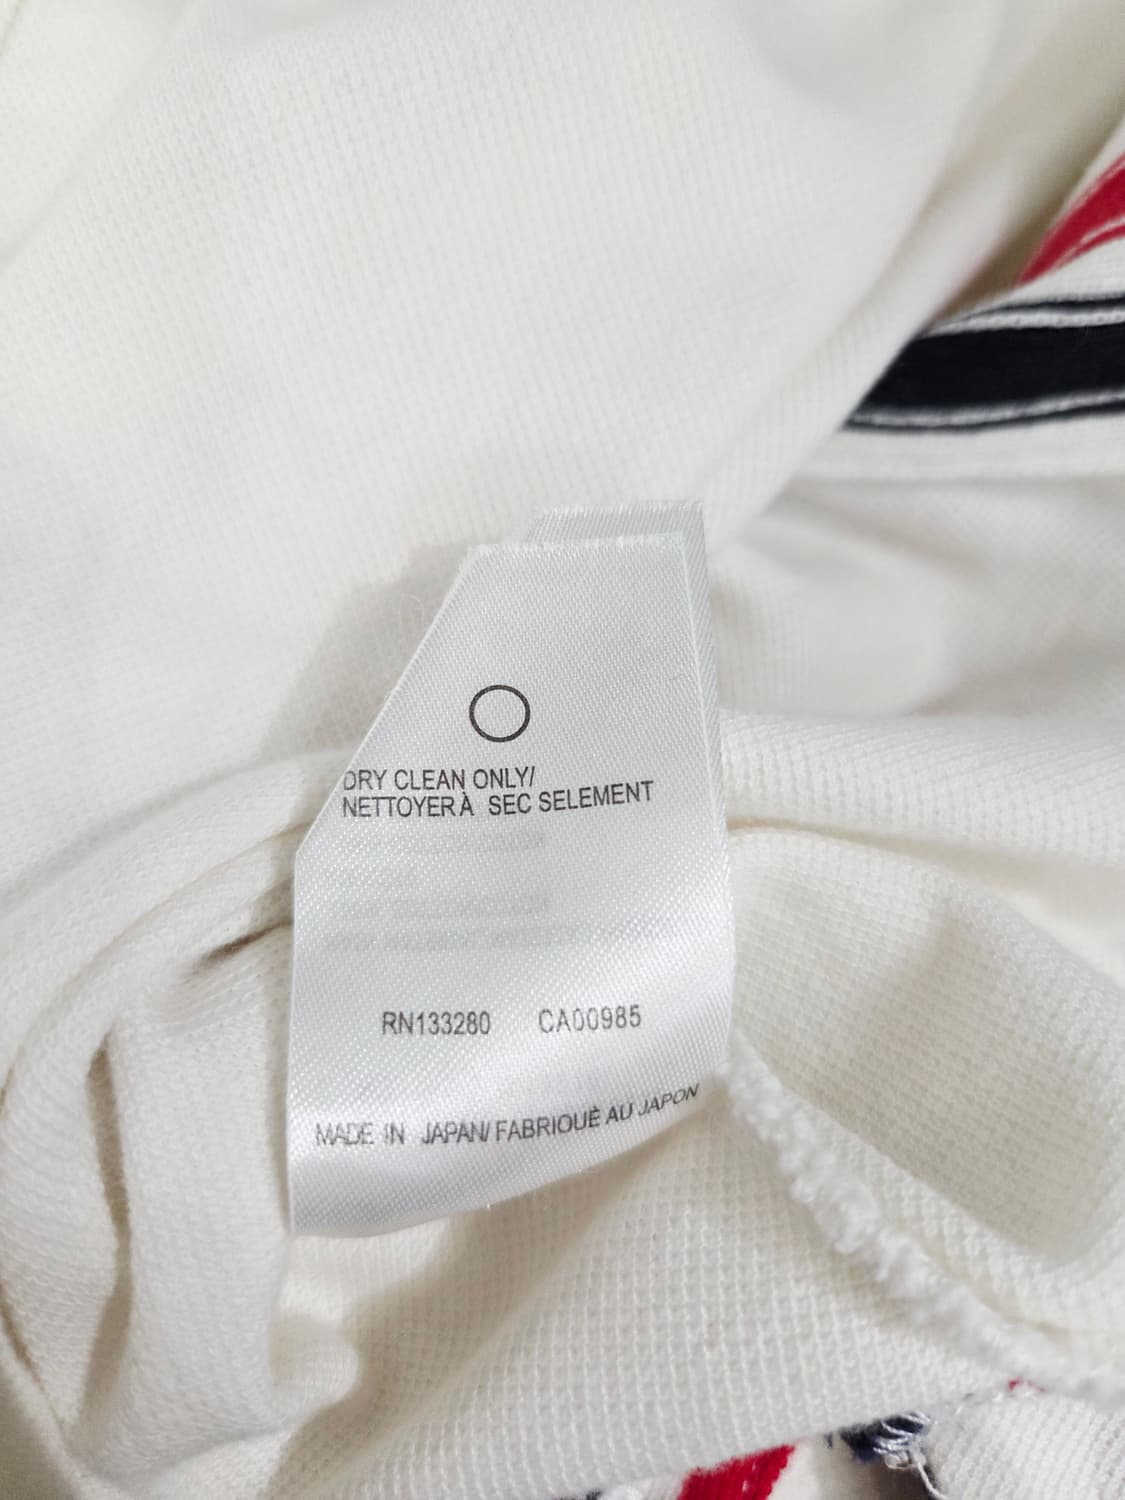 DRY CLEAN ONLY/
NETTOYER À SEC SELEMENT
RN133280 CA00985
MADE IN JAPAN/ FABRIQUÈ AU JAPON